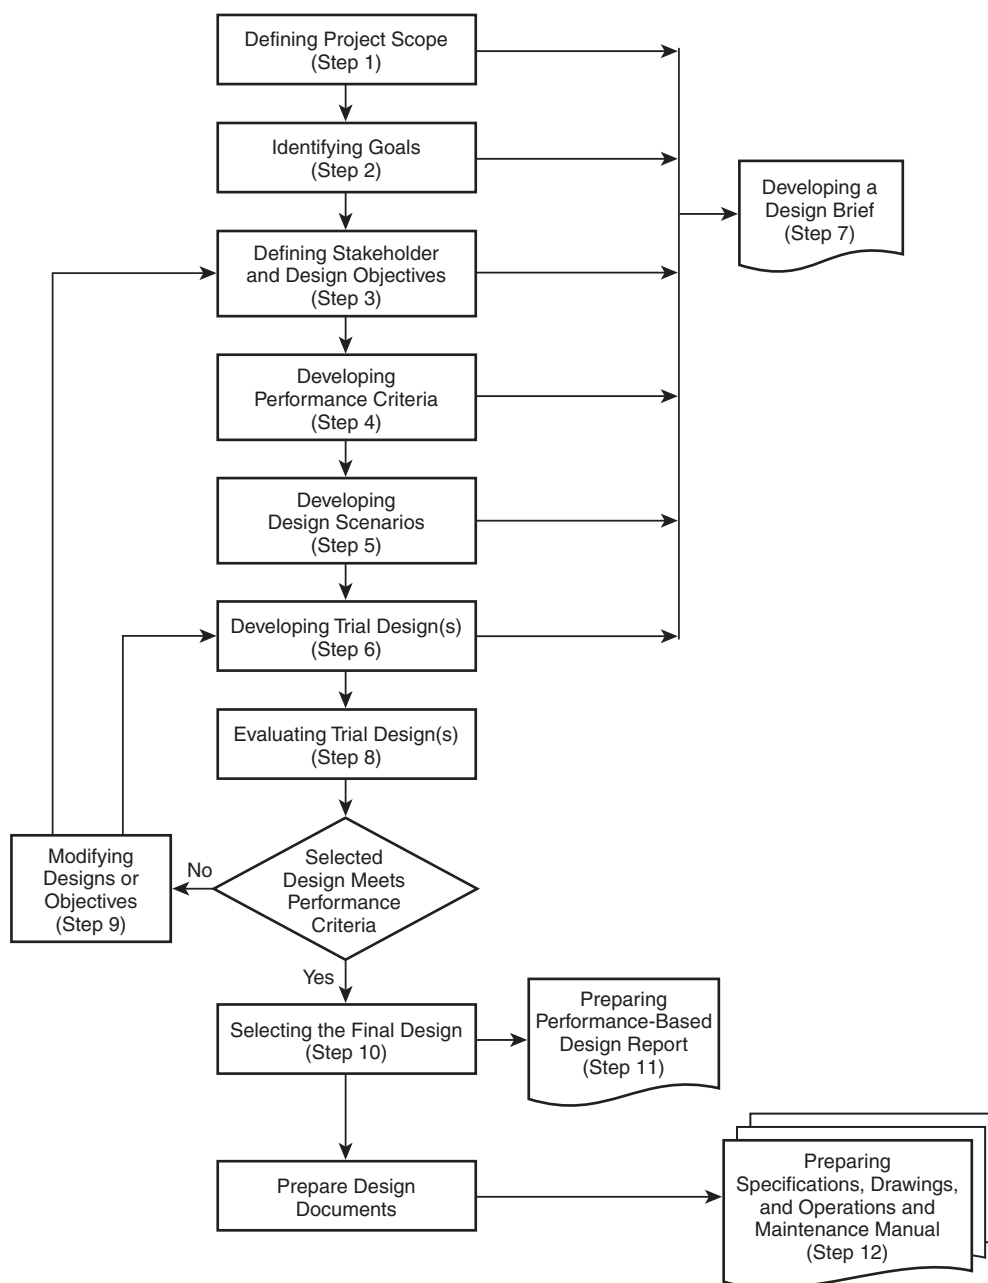 Defining Project Scope
(Step 1)
Identifying Goals
(Step 2)
Developing a
Design Brief
(Step 7)
Defining Stakeholder
and Design Objectives
(Step 3)
Developing
Performance Criteria
(Step 4)
Developing
Design Scenarios
(Step 5)
Developing Trial Design(s)
(Step 6)
Evaluating Trial Design(s)
(Step 8)
Modifying
Designs or
Objectives
(Step 9)
No
Selected
Design Meets
Performance
Criteria
Yes
Selecting the Final Design
(Step 10)
Preparing
Performance-Based
Design Report
(Step 11)
Prepare Design
Documents
Preparing
Specifications, Drawings,
and Operations and
Maintenance Manual
(Step 12)